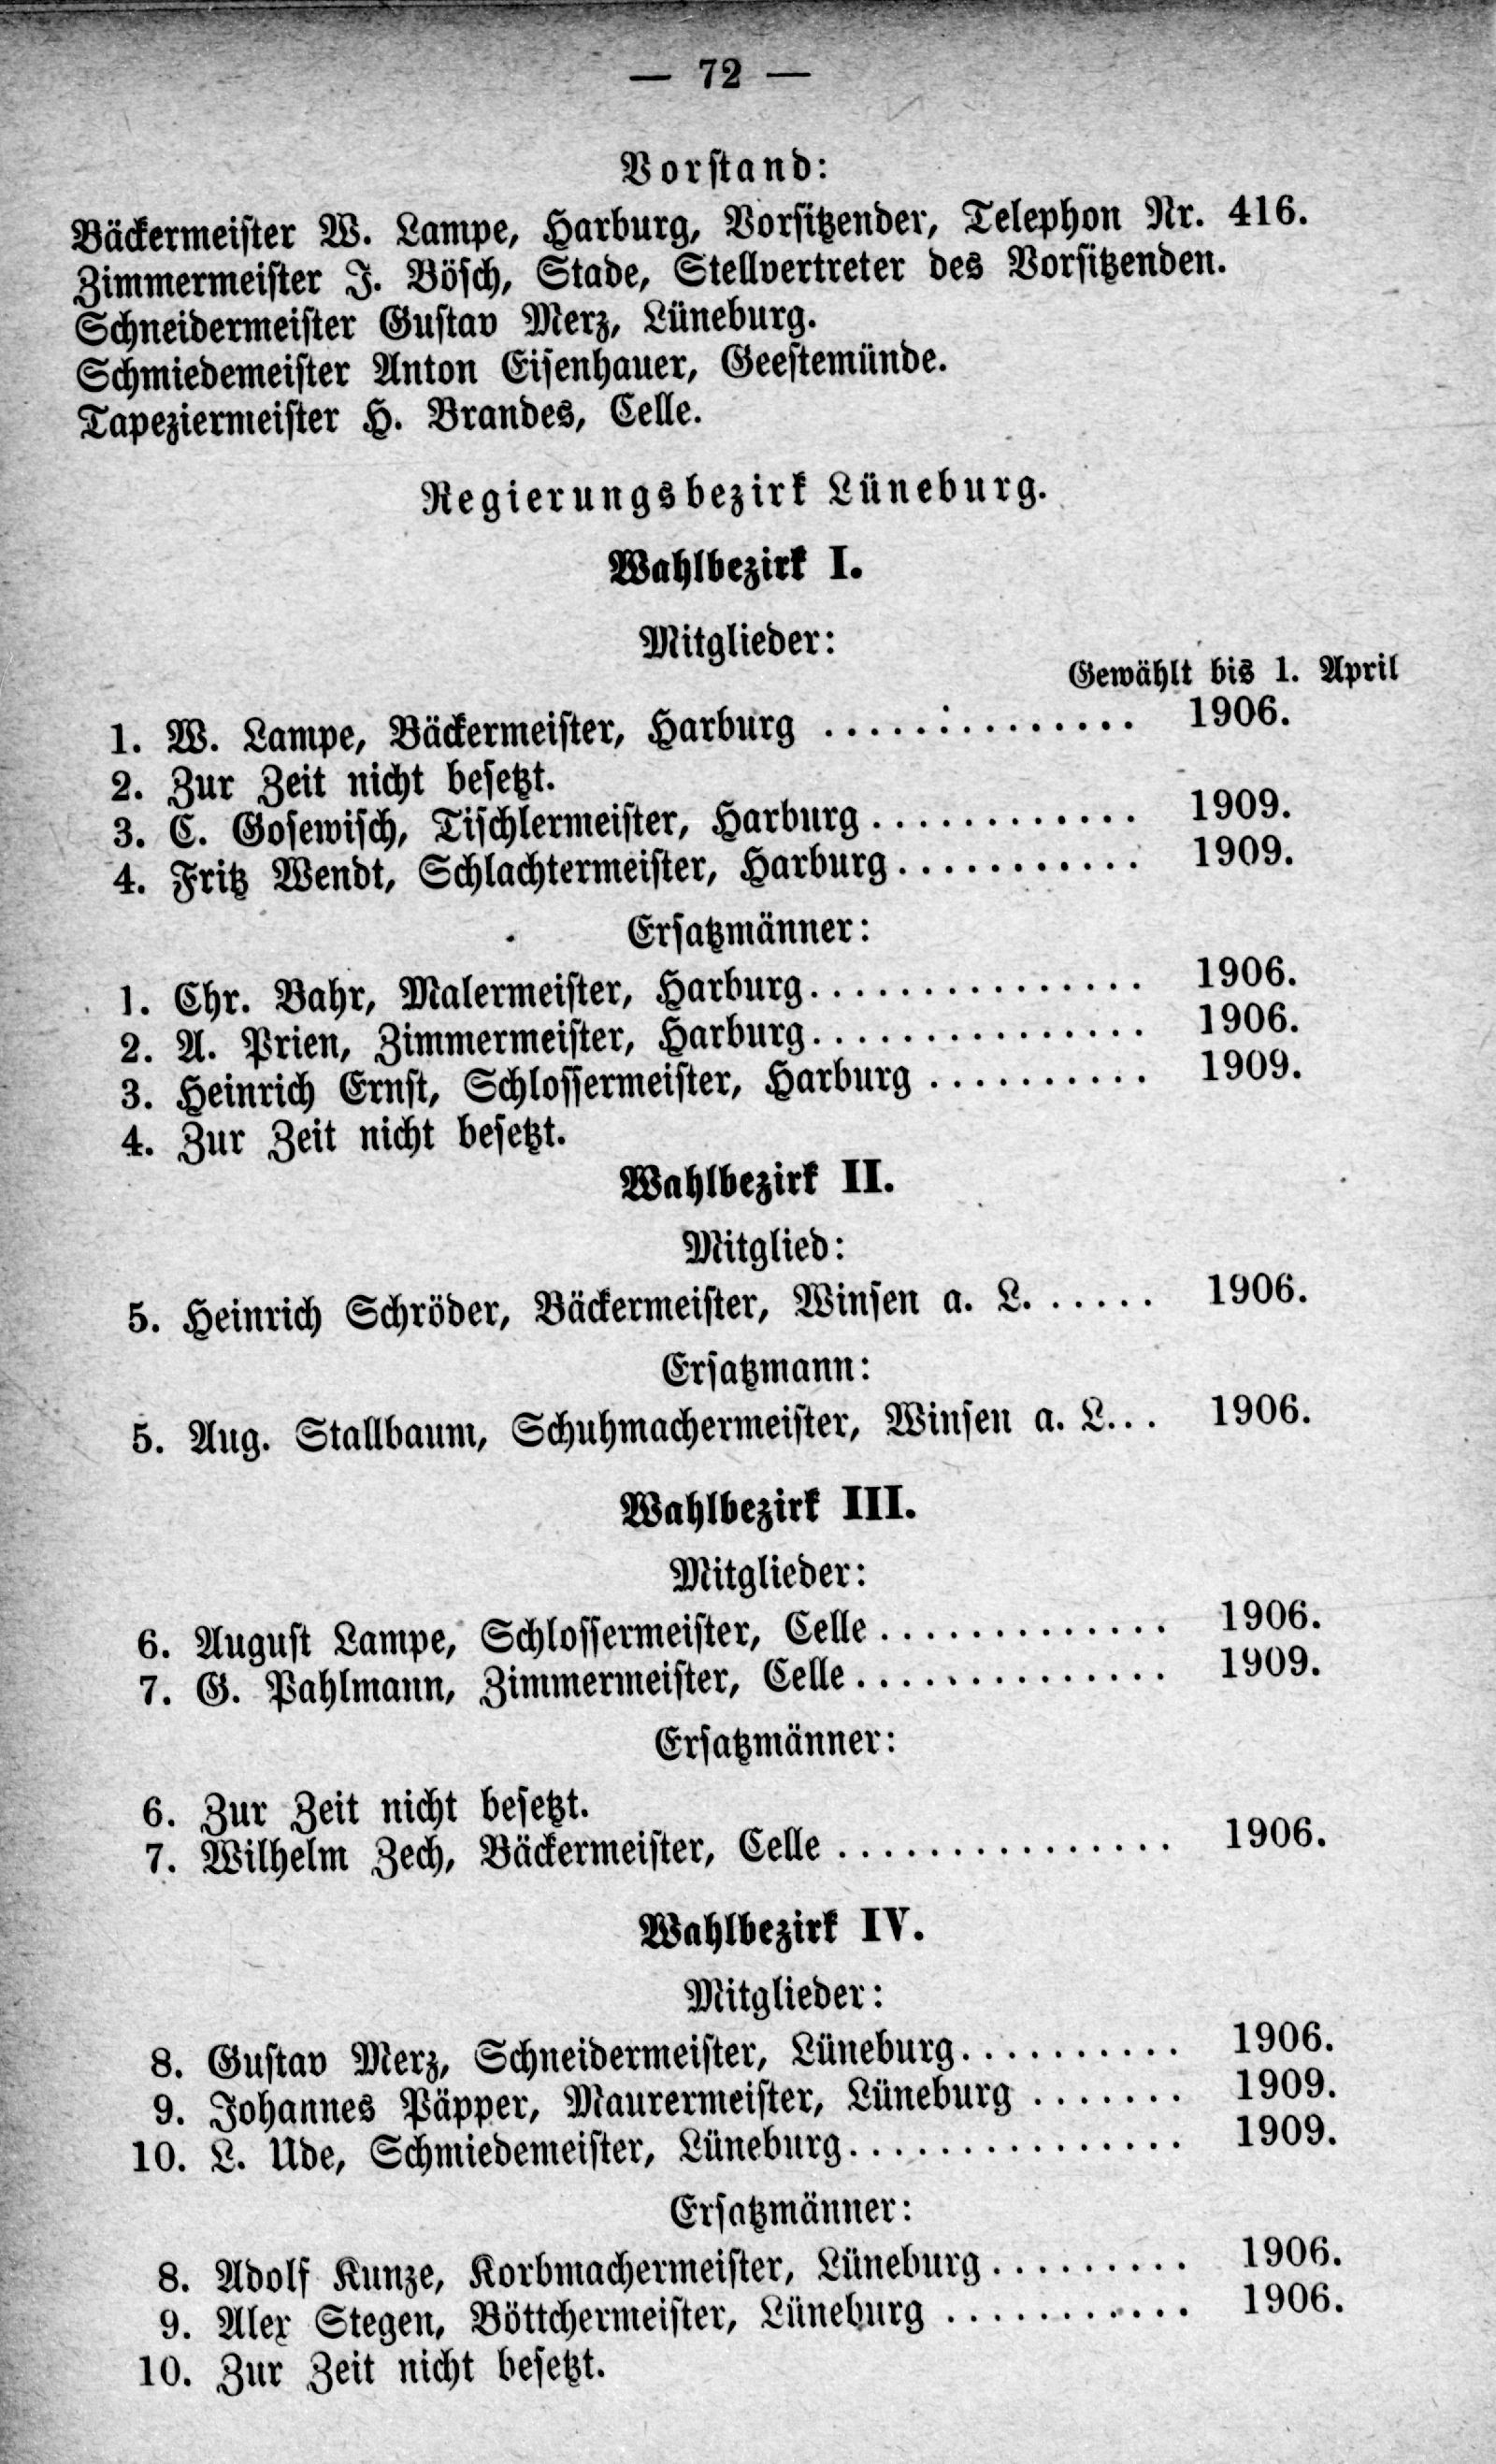 — 72 —
Vorstand:
Bäckermeister W. Lampe, Harburg, Vorsitzender, Telephon Nr. 416.
Zimmermeister J. Bösch, Stade, Stellvertreter des Vorsitzenden.
Schneidermeister Gustav Merz, Lüneburg.
Schmiedemeister Anton Eisenhauer, Geestemünde.
Tapeziermeister H. Brandes, Celle.
Regierungsbezirk Lüneburg.
Wahlbezirk I.
Mitglieder:
Gewählt bis 1. April
1. W. Lampe, Bäckermeister, Harburg .............. 1906.
2. Zur Zeit nicht besetzt.
3. C. Gosewisch, Tischlermeister, Harburg............ 1909.
4. Fritz Wendt, Schlachtermeister, Harburg........... 1909.
Ersatzmänner:
1. Chr. Bahr, Malermeister, Harburg............... 1906.
2. A. Prien, Zimmermeister, Harburg............... 1906.
3. Heinrich Ernst, Schlossermeister, Harburg .......... 1909.
4. Zur Zeit nicht besetzt.
Wahlbezirk II.
Mitglied:
5. Heinrich Schröder, Bäckermeister, Winsen a. L. ..... 1906.
Ersatzmann:
5. Aug. Stallbaum, Schuhmachermeister, Winsen a. L... 1906.
Wahlbezirk III.
Mitglieder:
6. August Lampe, Schlossermeister, Celle ............. 1906.
7. G. Pahlmann, Zimmermeister, Celle .............. 1909.
Ersatzmänner:
6. Zur Zeit nicht besetzt.
7. Wilhelm Zech, Bäckermeister, Celle ............... 1906.
Wahlbezirk IV.
Mitglieder:
8. Gustav Merz, Schneidermeister, Lüneburg.......... 1906.
9. Johannes Päpper, Maurermeister, Lüneburg ....... 1909.
10. L. Ude, Schmiedemeister, Lüneburg............... 1909.
Ersatzmänner:
8. Adolf Kunze, Korbmachermeister, Lüneburg......... 1906.
9. Alex Stegen, Böttchermeister, Lüneburg ........... 1906.
10. Zur Zeit nicht besetzt.